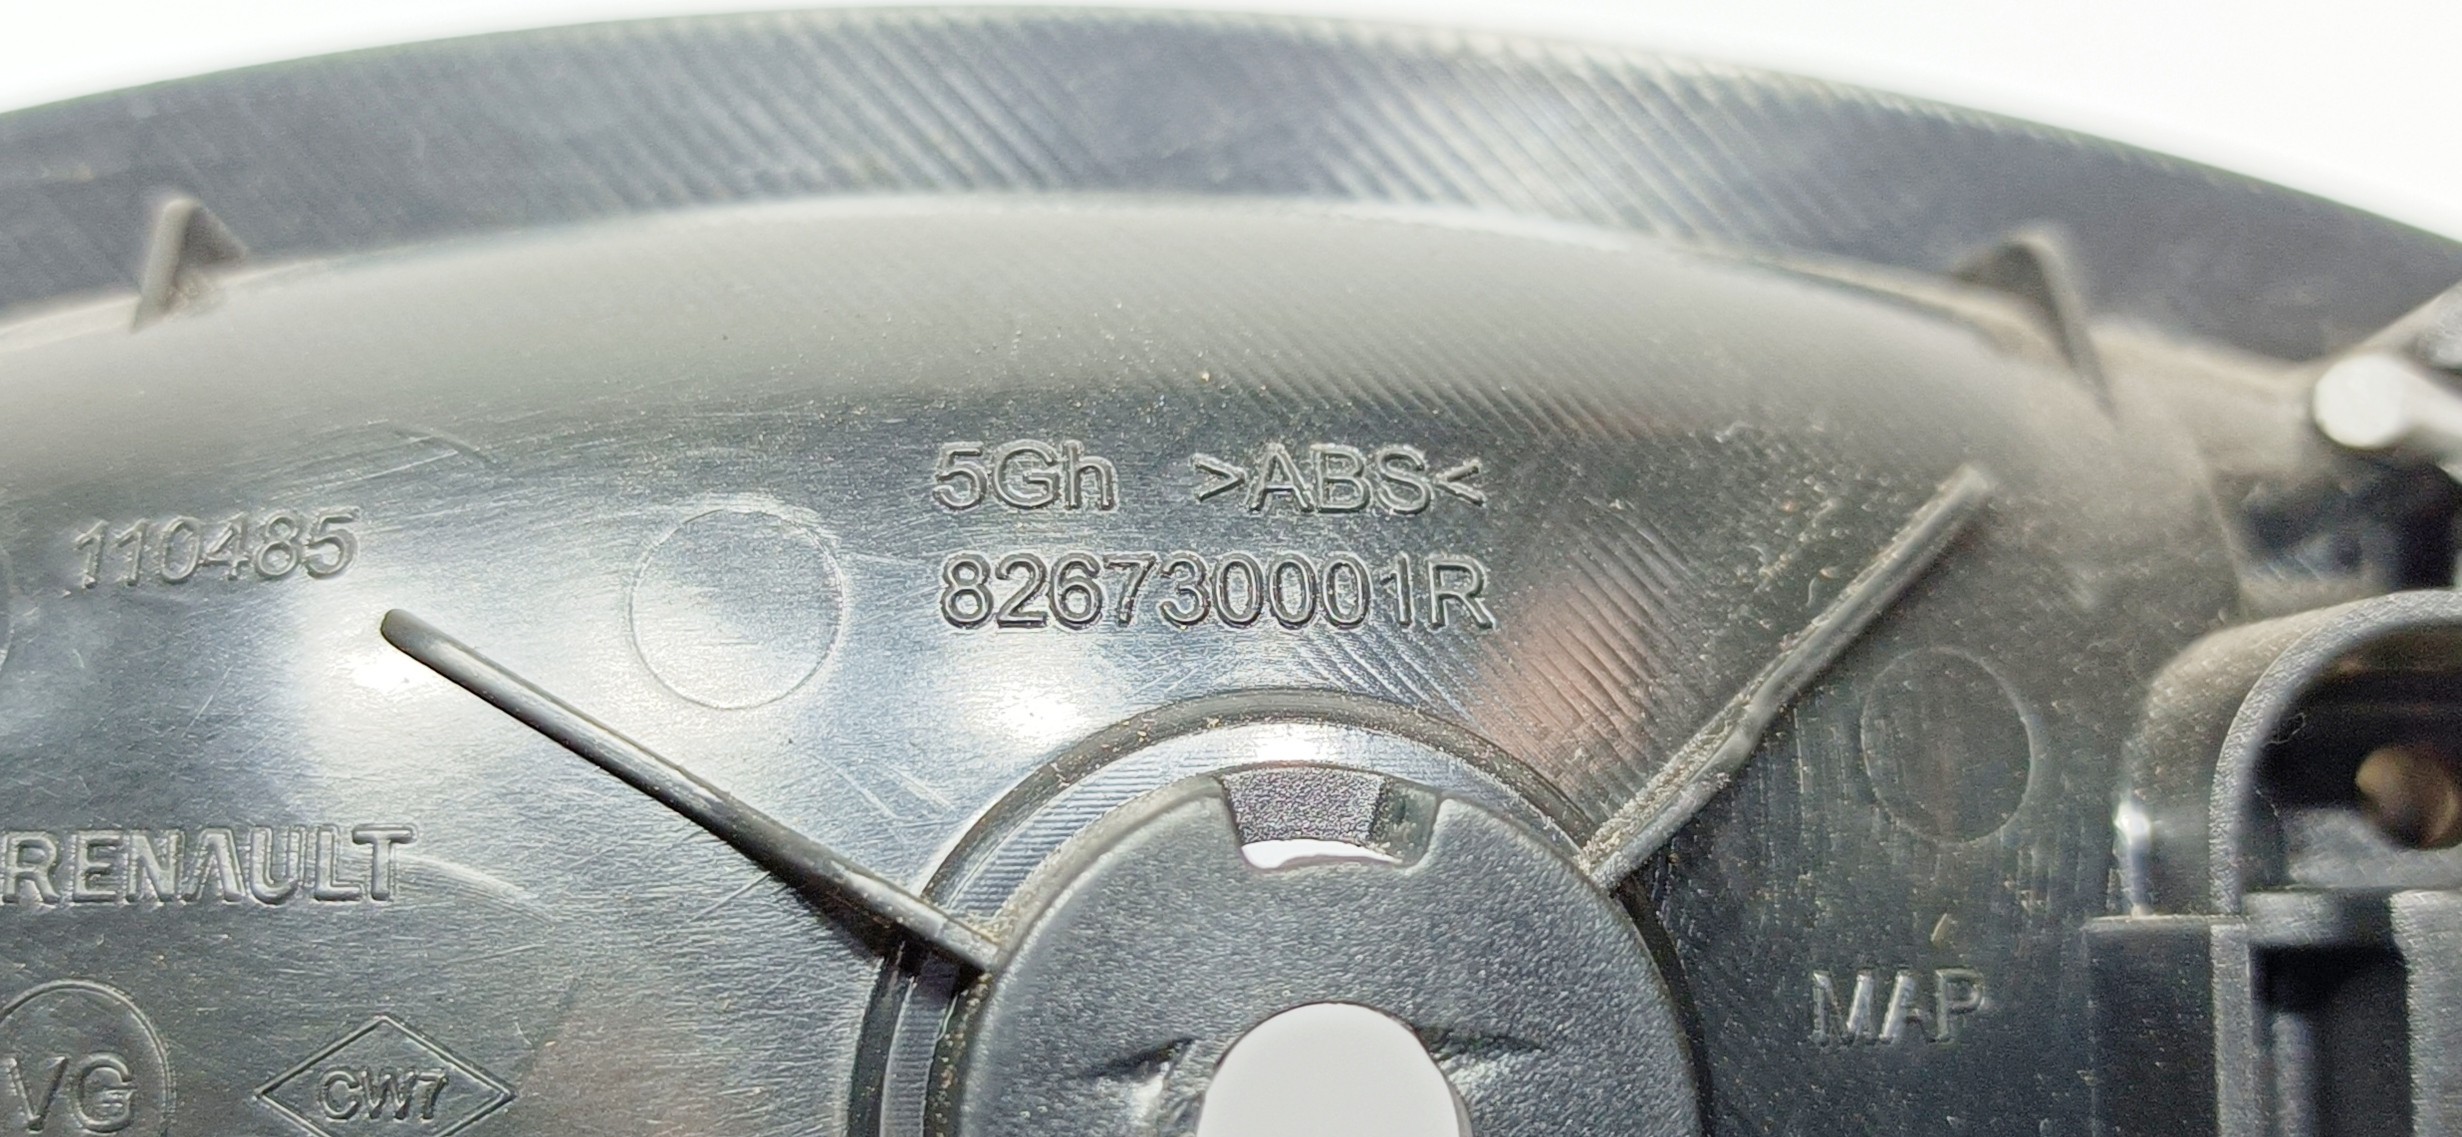 5Gh >ABS<
110485
826730001R
RENAULT
MAP
VG
CW7